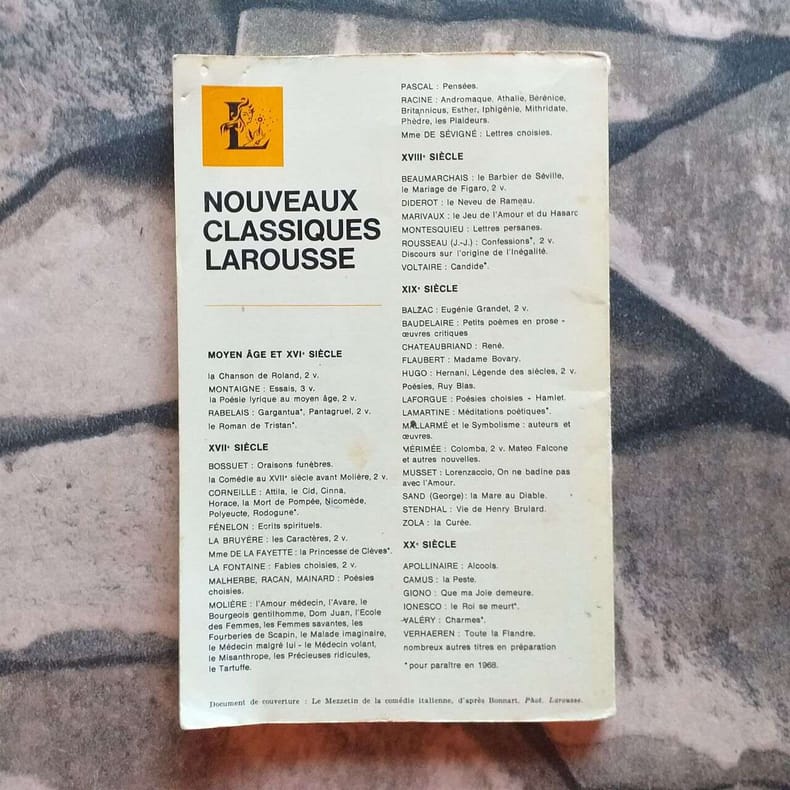 L
NOUVEAUX
CLASSIQUES
LAROUSSE
MOYEN ÂGE ET XVIe SIÈCLE
la Chanson de Roland, 2 v.
MONTAIGNE : Essais, 3 v.
la Poésie lyrique au moyen âge, 2 v.
RABELAIS : Gargantua*, Pantagruel, 2 v.
le Roman de Tristan*.
XVIIe SIÈCLE
BOSSUET : Oraisons funèbres.
la Comédie au XVIIe siècle avant Molière, 2 v.
CORNEILLE : Attila, le Cid, Cinna,
Horace, la Mort de Pompée, Nicomède,
Polyeucte, Rodogune*.
FÉNELON : Ecrits spirituels.
LA BRUYÈRE : les Caractères, 2 v.
Mme DE LA FAYETTE : la Princesse de Clèves*.
LA FONTAINE : Fables choisies, 2 v.
MALHERBE, RACAN, MAINARD : Poésies
choisies.
MOLIÈRE : l'Amour médecin, l'Avare, le
Bourgeois gentilhomme, Dom Juan, l'Ecole
des Femmes, les Femmes savantes, les
Fourberies de Scapin, le Malade imaginaire,
le Médecin malgré lui - le Médecin volant,
le Misanthrope, les Précieuses ridicules,
le Tartuffe.
PASCAL : Pensées.
RACINE : Andromaque, Athalie, Bérénice,
Britannicus, Esther, Iphigénie, Mithridate,
Phèdre, les Plaideurs.
Mme DE SÉVIGNÉ : Lettres choisies.
XVIIIe SIÈCLE
BEAUMARCHAIS : le Barbier de Séville,
le Mariage de Figaro, 2 v.
DIDEROT : le Neveu de Rameau.
MARIVAUX : le Jeu de l'Amour et du Hasard
MONTESQUIEU : Lettres persanes.
ROUSSEAU (J.-J.) : Confessions*, 2 v.
Discours sur l'origine de l'Inégalité.
VOLTAIRE : Candide*.
XIXe SIÈCLE
BALZAC : Eugénie Grandet, 2 v.
BAUDELAIRE : Petits poèmes en prose -
œuvres critiques
CHATEAUBRIAND : René.
FLAUBERT : Madame Bovary.
HUGO : Hernani, Légende des siècles, 2 v.
Poésies, Ruy Blas.
LAFORGUE : Poésies choisies - Hamlet.
LAMARTINE : Méditations poétiques*.
MALLARMÉ et le Symbolisme : auteurs et
œuvres.
MÉRIMÉE : Colomba, 2 v. Mateo Falcone
et autres nouvelles.
MUSSET : Lorenzaccio, On ne badine pas
avec l'Amour.
SAND (George) : la Mare au Diable.
STENDHAL : Vie de Henry Brulard.
ZOLA : la Curée.
XXe SIÈCLE
APOLLINAIRE : Alcools.
CAMUS : la Peste.
GIONO : Que ma Joie demeure.
IONESCO : le Roi se meurt*.
VALÉRY : Charmes*.
VERHAEREN : Toute la Flandre.
nombreux autres titres en préparation
*pour paraître en 1968.
Document de couverture : Le Mezzetin de la comédie italienne, d'après Bonnart, Phot. Larousse.